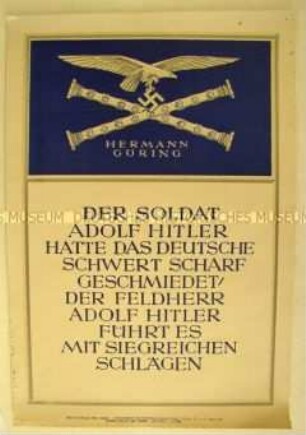 HERMANN
GÖRING
DER SOLDAT
ADOLF HITLER
HATTE DAS DEUTSCHE
SCHWERT SCHARF
GESCHMIEDET/
DER FELDHERR
ADOLF HITLER
FÜHRT ES
MIT SIEGREICHEN
SCHLÄGEN